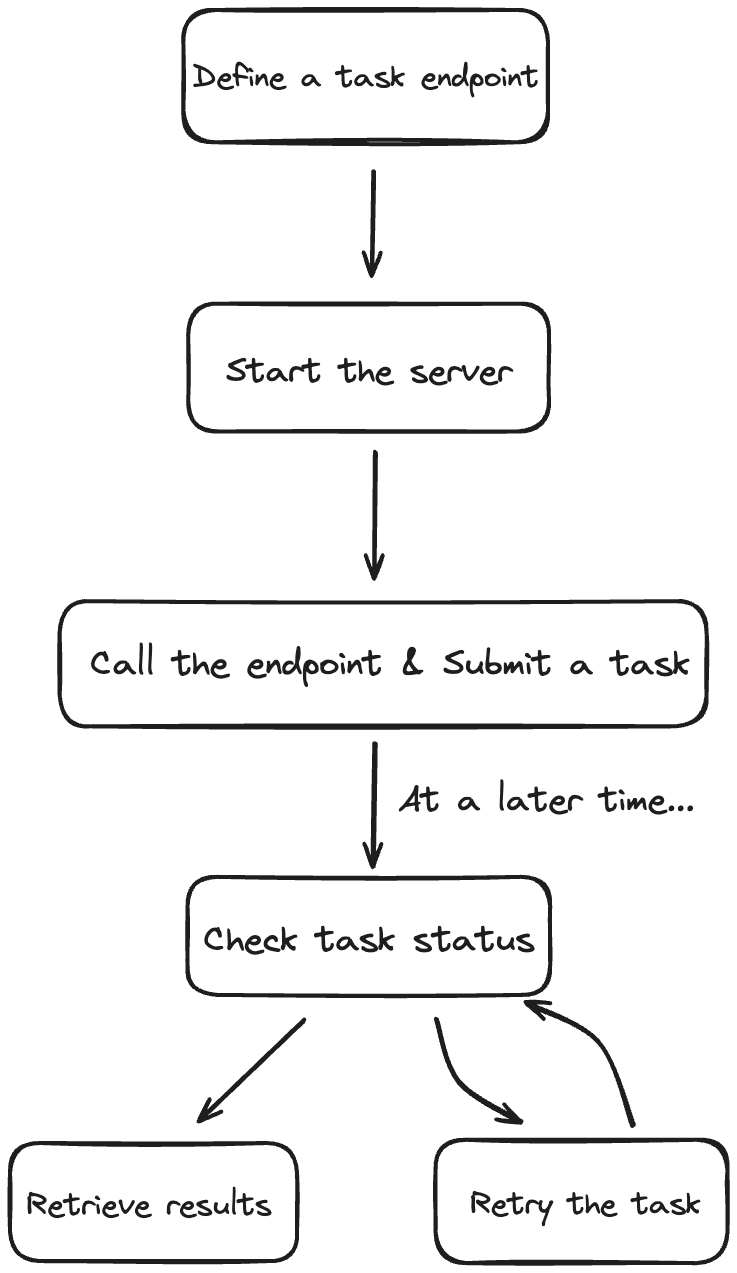 Define a task endpoint
Start the server
Call the endpoint & Submit a task
At a later time...
Check task status
Retrieve results
Retry the task